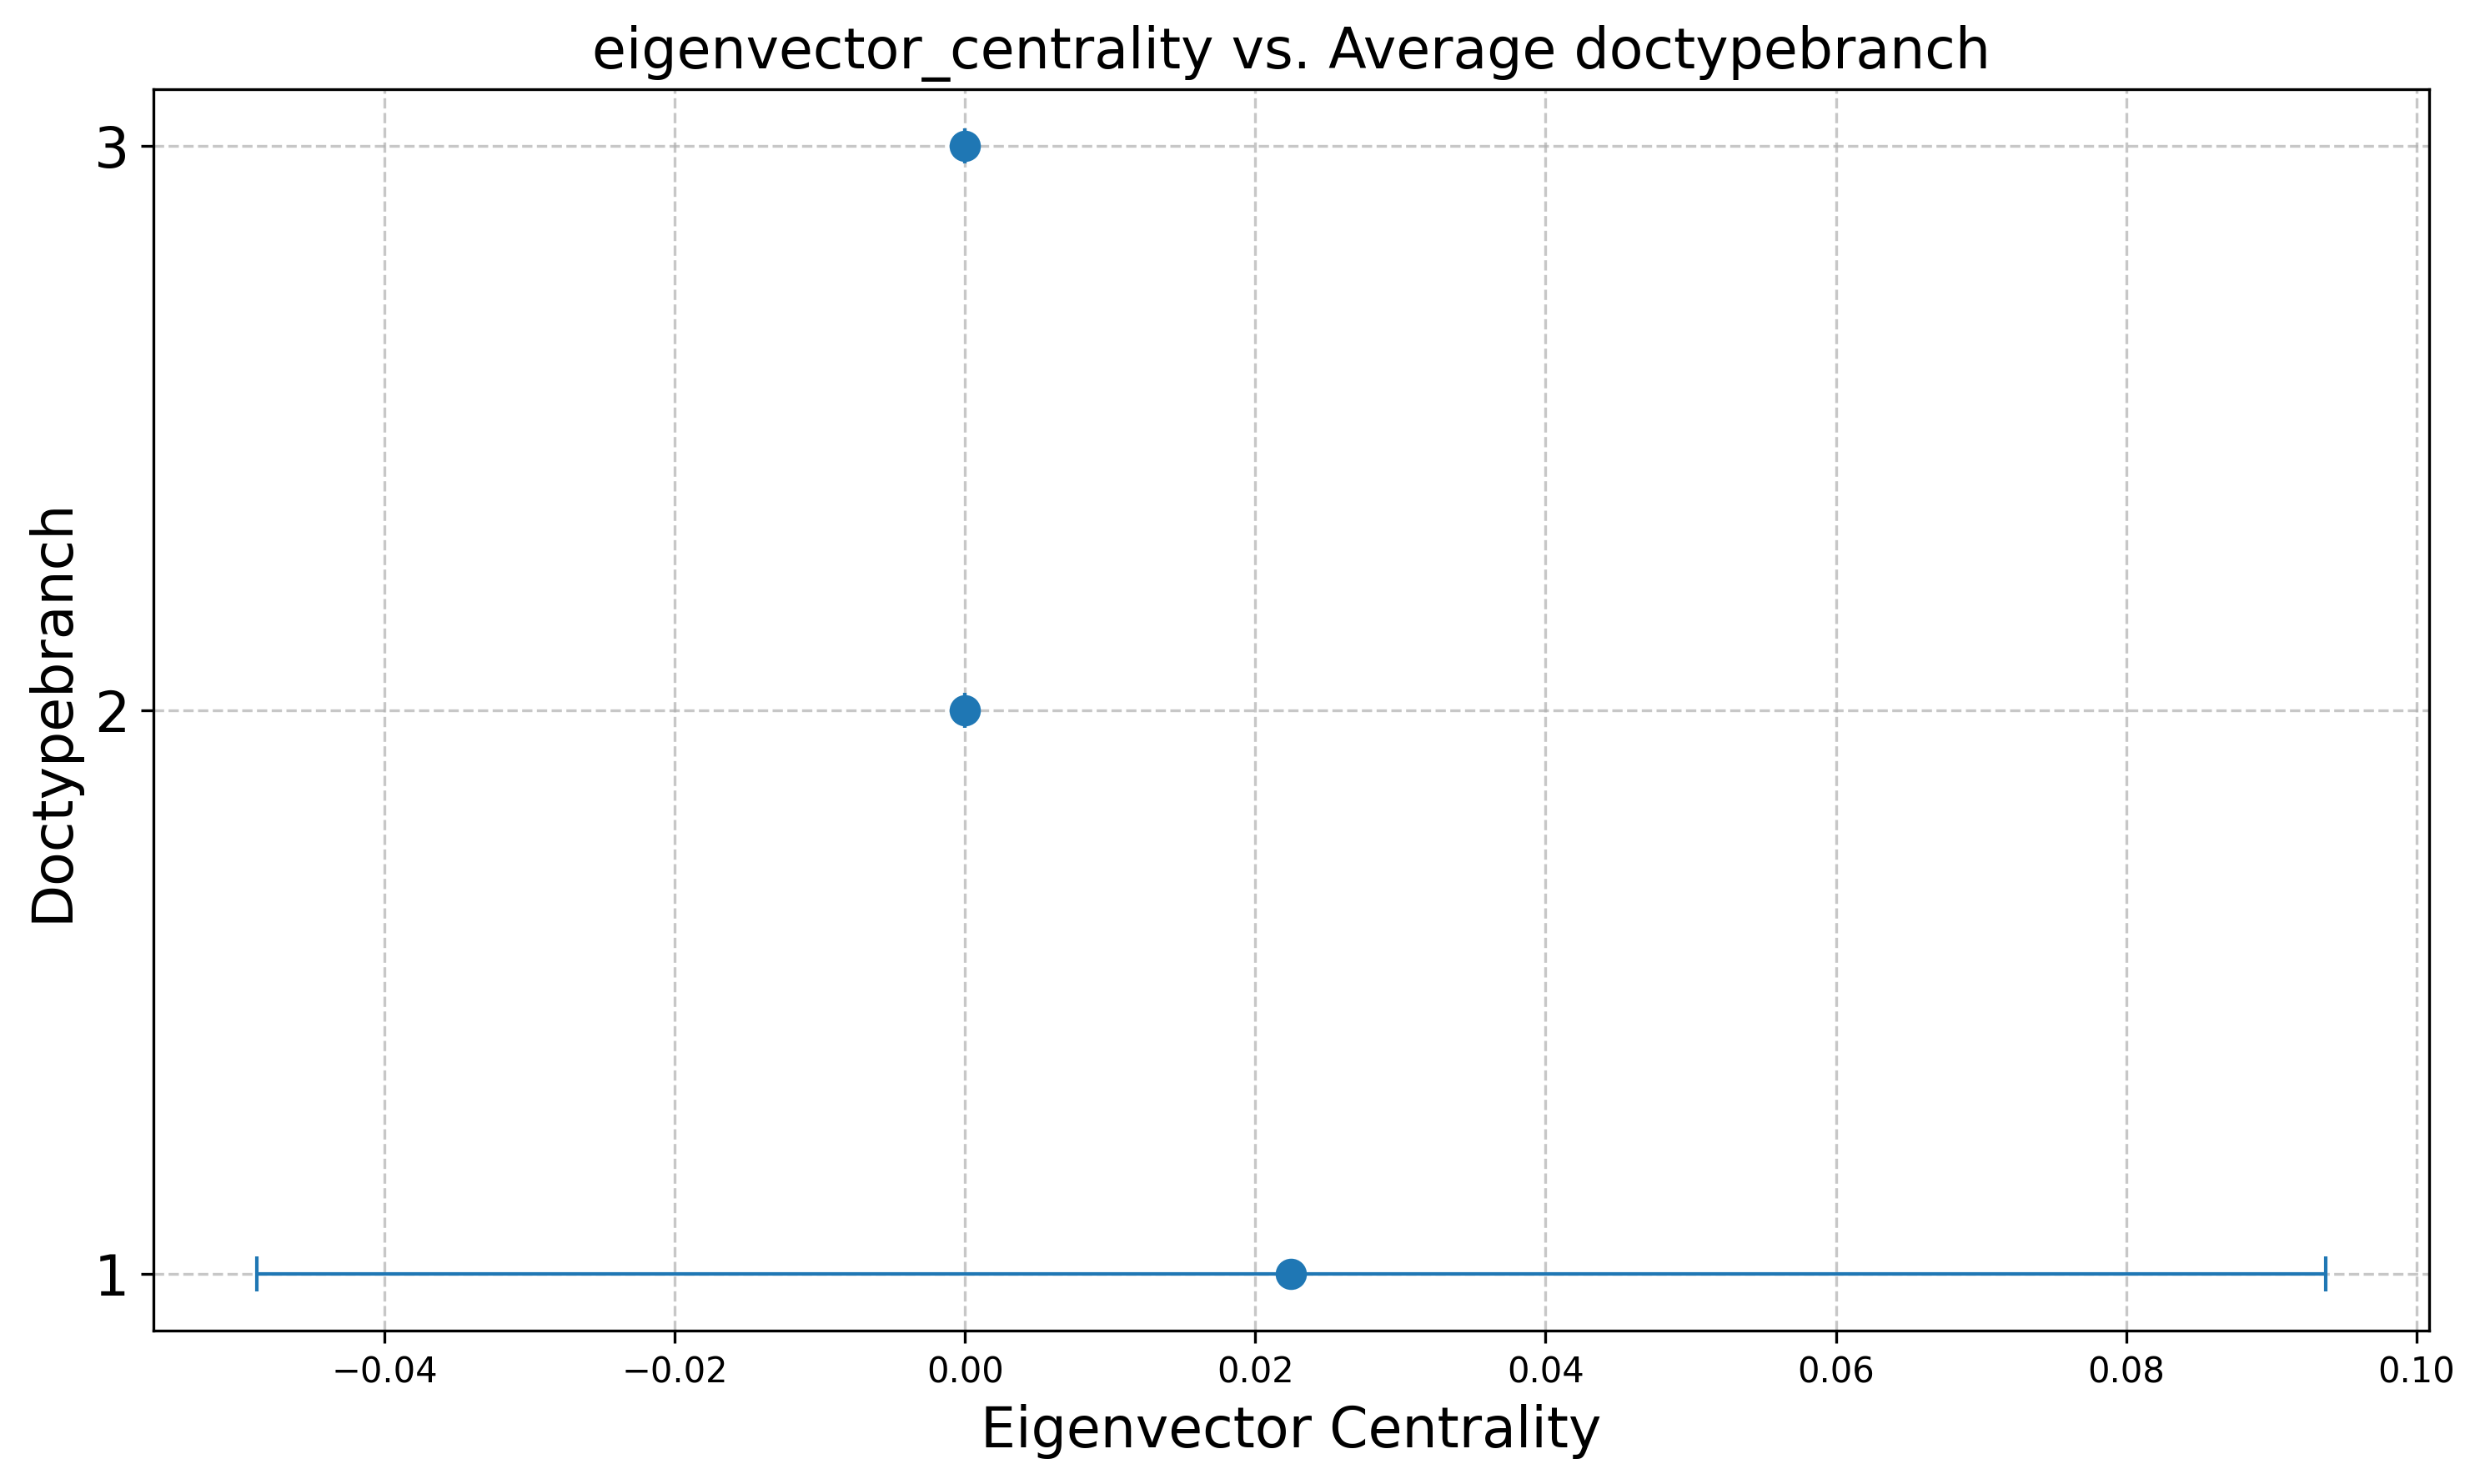 eigenvector_centrality vs. Average doctypebranch
Doctypebranch
3
2
1
−0.04 −0.02 0.00 0.02 0.04 0.06 0.08 0.10
Eigenvector Centrality